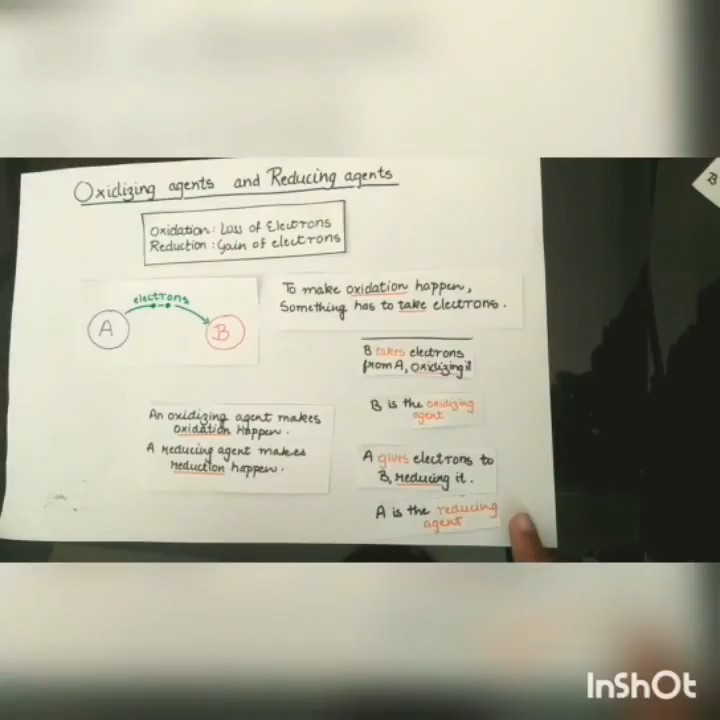 Oxidizing agents and Reducing agents
Oxidation: Loss of Electrons
Reduction: Gain of electrons
electrons
A
B
To make oxidation happen,
Something has to take electrons.
B takes electrons
from A, oxidizing it
B is the oxidizing
agent
An oxidizing agent makes
oxidation happen.
A reducing agent makes
reduction happen.
A gives electrons to
B, reducing it.
A is the reducing
agent
B
InShOt